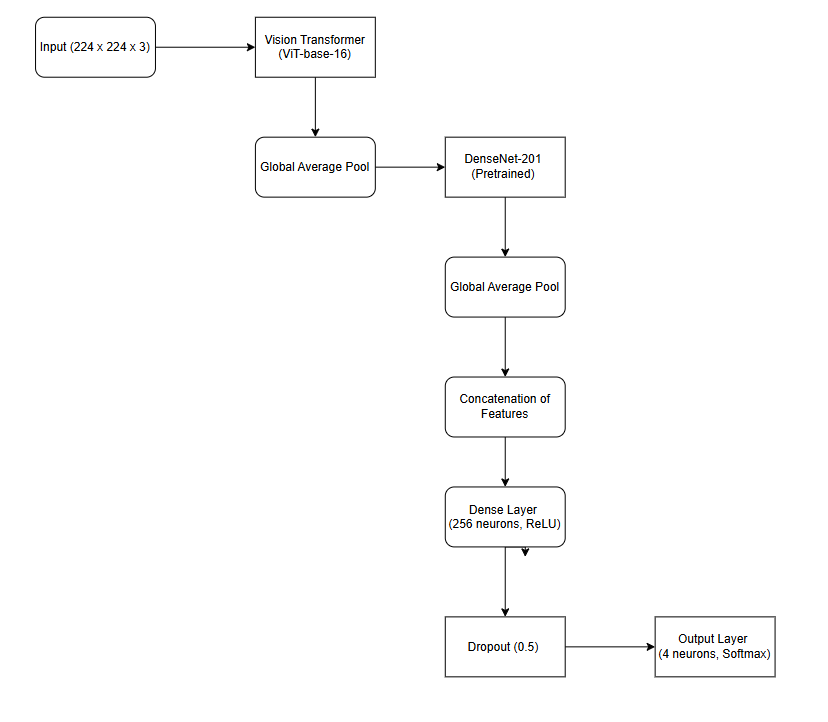 Input (224 x 224 x 3)
Vision Transformer
(ViT-base-16)
Global Average Pool
DenseNet-201
(Pretrained)
Global Average Pool
Concatenation of
Features
Dense Layer
(256 neurons, ReLU)
Dropout (0.5)
Output Layer
(4 neurons, Softmax)